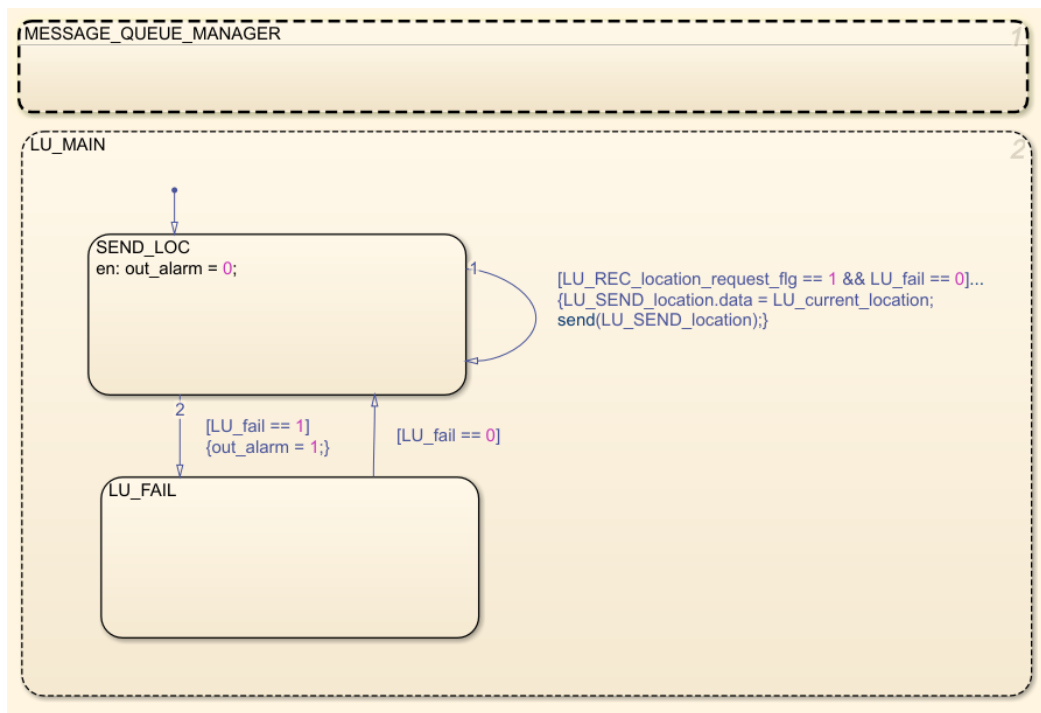 MESSAGE_QUEUE_MANAGER
1
LU_MAIN
2
SEND_LOC
en: out_alarm = 0;
1
[LU_REC_location_request_flg == 1 && LU_fail == 0]...
{LU_SEND_location.data = LU_current_location;
send(LU_SEND_location);}
2
[LU_fail == 1]
{out_alarm = 1;}
[LU_fail == 0]
LU_FAIL